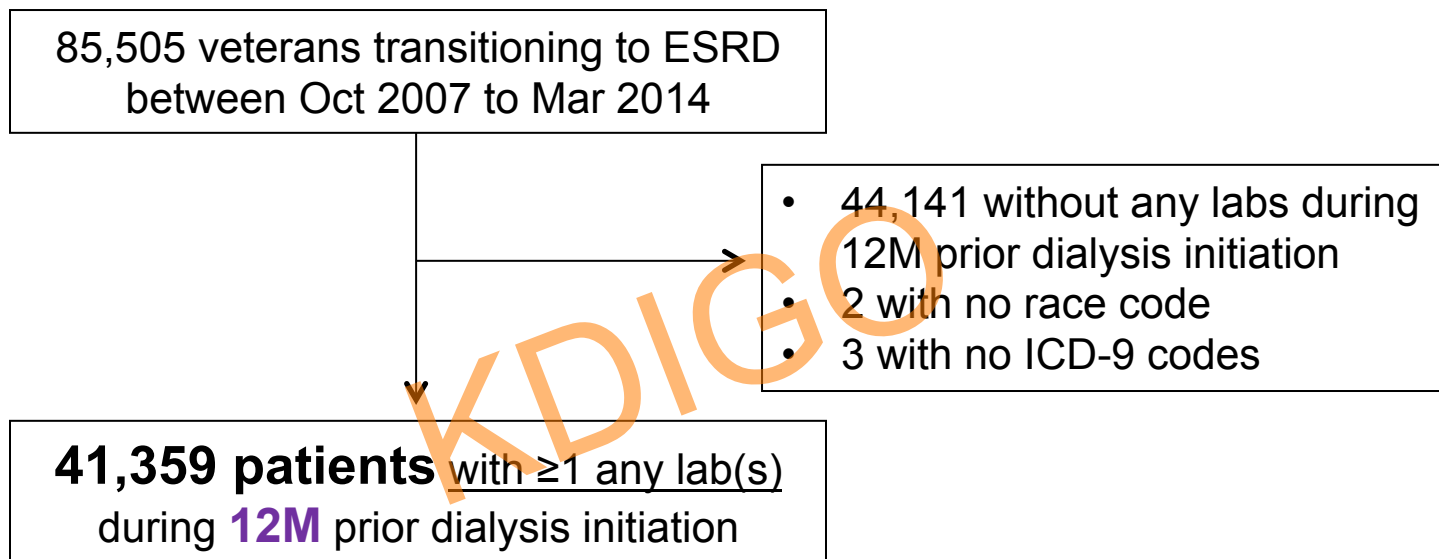 85,505 veterans transitioning to ESRD
between Oct 2007 to Mar 2014
• 44,141 without any labs during
12M prior dialysis initiation
• 2 with no race code
• 3 with no ICD-9 codes
KDIGO
41,359 patients with ≥1 any lab(s)
during 12M prior dialysis initiation